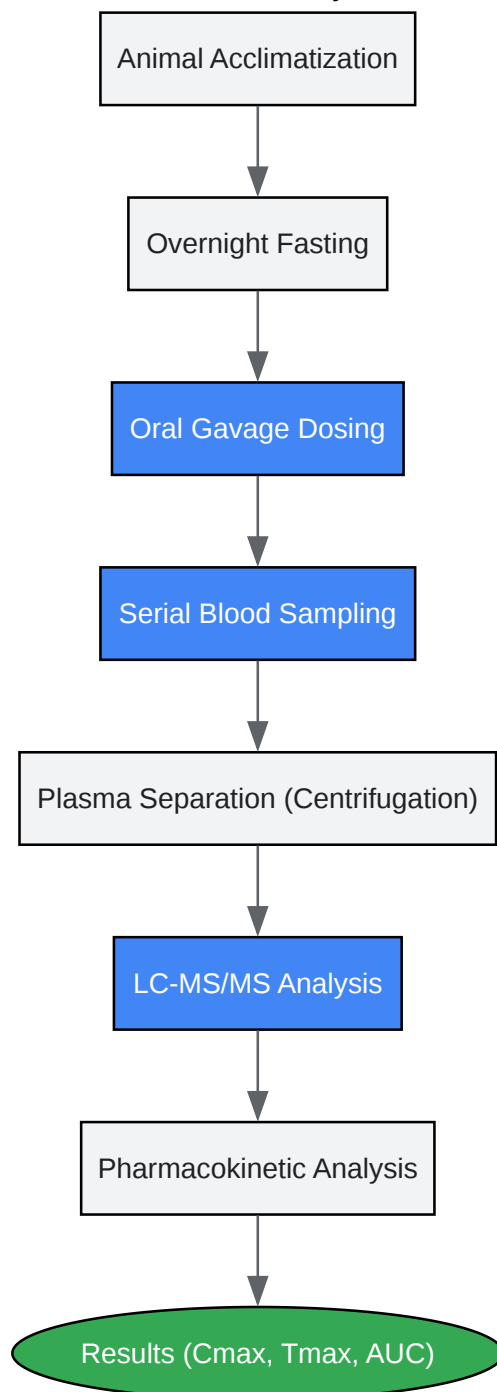 Animal Acclimatization
Overnight Fasting
Oral Gavage Dosing
Serial Blood Sampling
Plasma Separation (Centrifugation)
LC-MS/MS Analysis
Pharmacokinetic Analysis
Results (Cmax, Tmax, AUC)